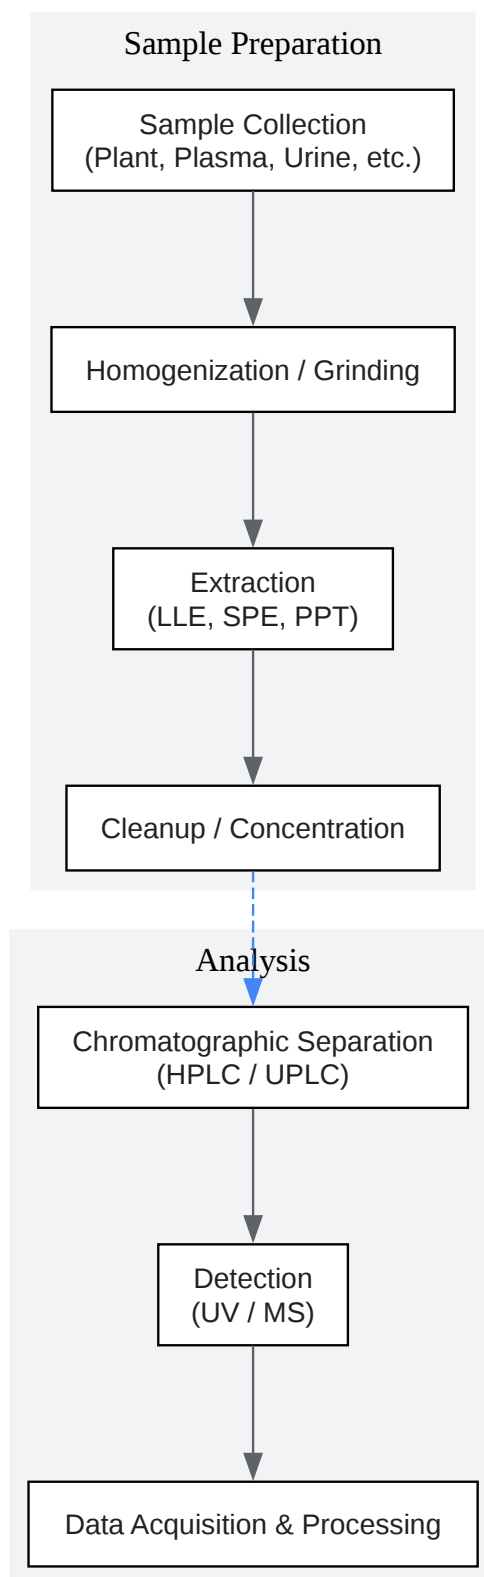 Sample Preparation
Sample Collection
(Plant, Plasma, Urine, etc.)
Homogenization / Grinding
Extraction
(LLE, SPE, PPT)
Cleanup / Concentration
Analysis
Chromatographic Separation
(HPLC / UPLC)
Detection
(UV / MS)
Data Acquisition & Processing